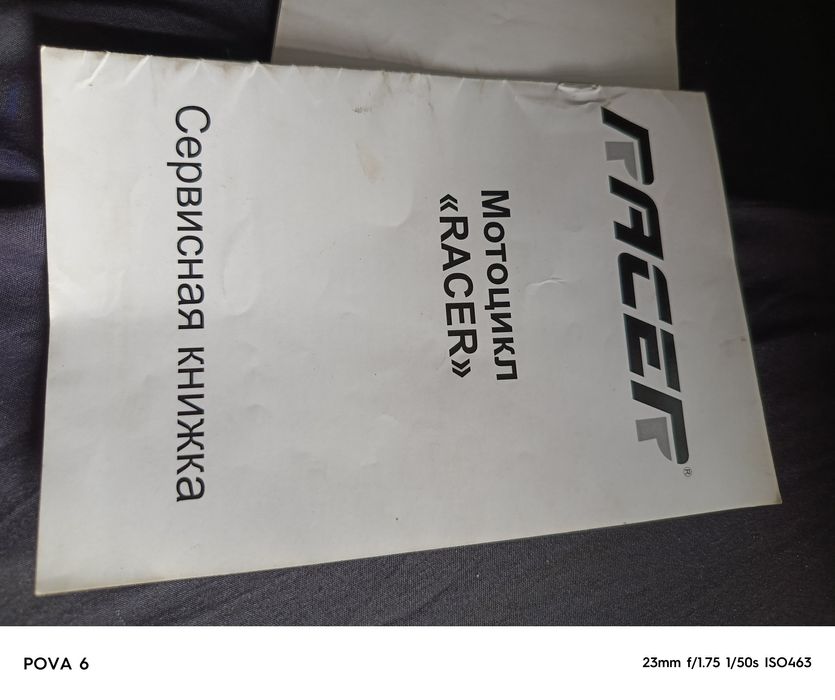 RACER®
Мотоцикл
«RACER»
Сервисная книжка
POVA 6
23mm f/1.75 1/50s ISO463